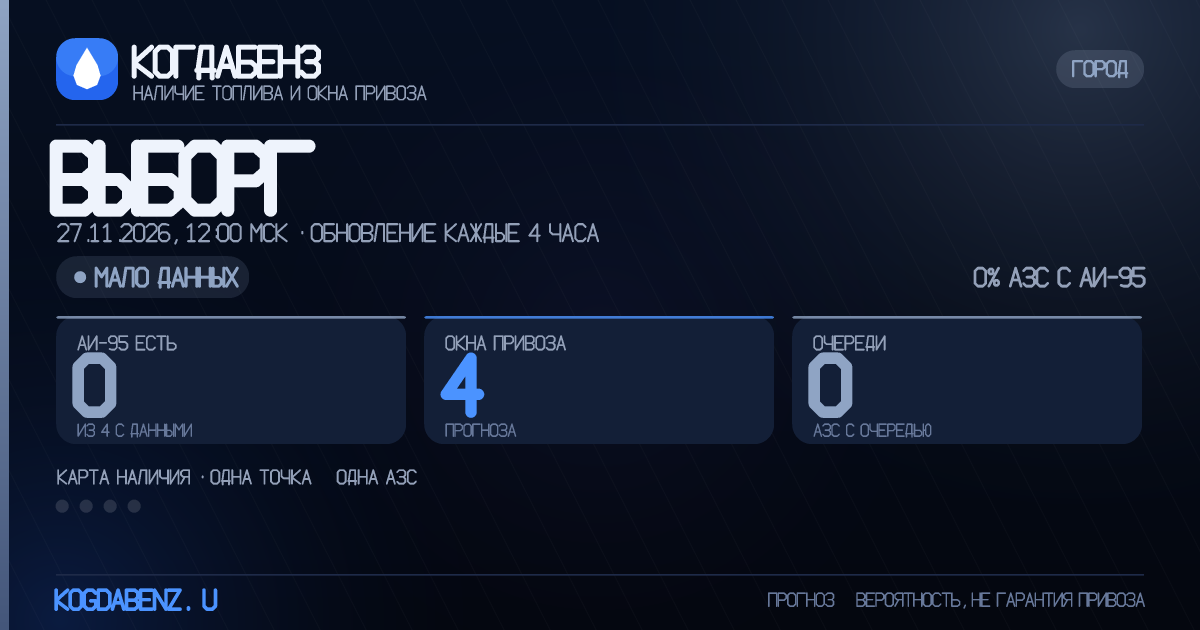 КОГДАБЕНЗ
НАЛИЧИЕ ТОПЛИВА И ОКНА ПРИВОЗА
ГОРОД
ВЫБОРГ
27.11.2026, 12:00 МСК · ОБНОВЛЕНИЕ КАЖДЫЕ 4 ЧАСА
МАЛО ДАННЫХ
0% АЗС С АИ-95
АИ-95 ЕСТЬ
0
ИЗ 4 С ДАННЫМИ
ОКНА ПРИВОЗА
4
ПРОГНОЗА
ОЧЕРЕДИ
0
АЗС С ОЧЕРЕДЬЮ
КАРТА НАЛИЧИЯ · ОДНА ТОЧКА ОДНА АЗС
KOGDABENZ. U
ПРОГНОЗ ВЕРОЯТНОСТЬ, НЕ ГАРАНТИЯ ПРИВОЗА